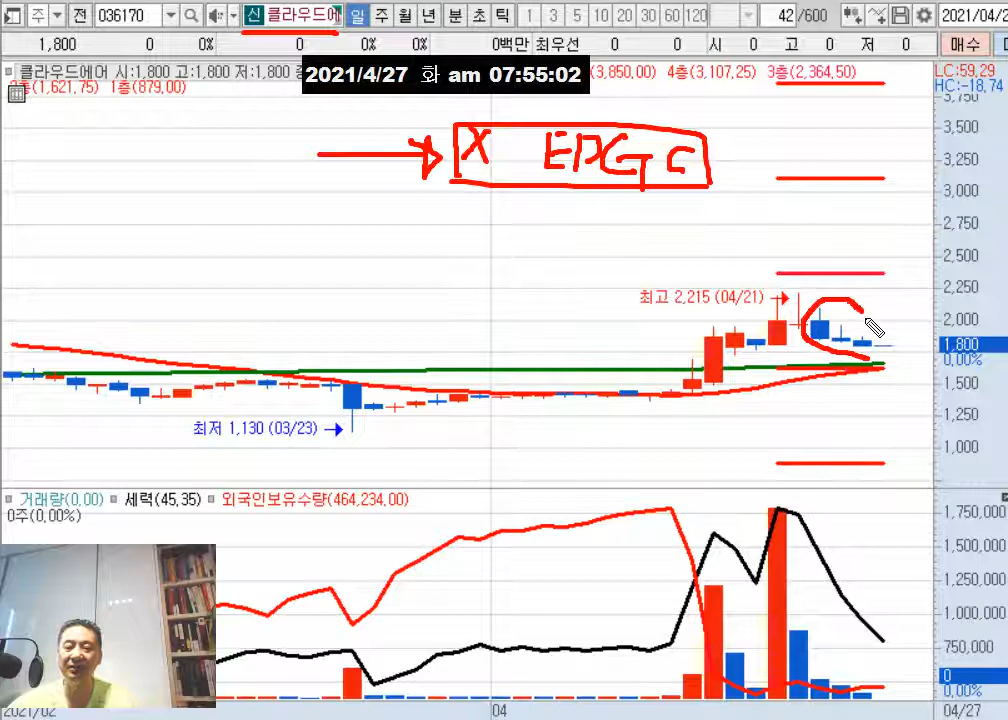 주 전 036170 신 클라우드에 일 주 월 년 분 초 틱 1 3 5 10 20 30 60 120 42 /600 2021/04/2
1,800 0 0% 0 0% 0% 0백만 최우선 0 0 시 0 고 0 저 0 매수
클라우드에어 시:1,800 고:1,800 저:1,800 (3,850,00) 4층(3,107,25) 3층(2,364,50) LC:59,29
층(1,621,75) 1층(879,00) HC:-18,74
2021/4/27 화 am 07:55:02
3,750
3,500
X EDGC
3,250
3,000
2,750
2,500
2,250
최고 2,215 (04/21)
2,000
1,800
0,00%
1,500
1,250
최저 1,130 (03/23)
1,000
거래량(0,00) 세력(45,35) 외국인보유수량(464,234,00)
0주(0,00%)
1,750,000
1,500,000
1,250,000
1,000,000
750,000
0
0,00%
2021/02 04 04/27